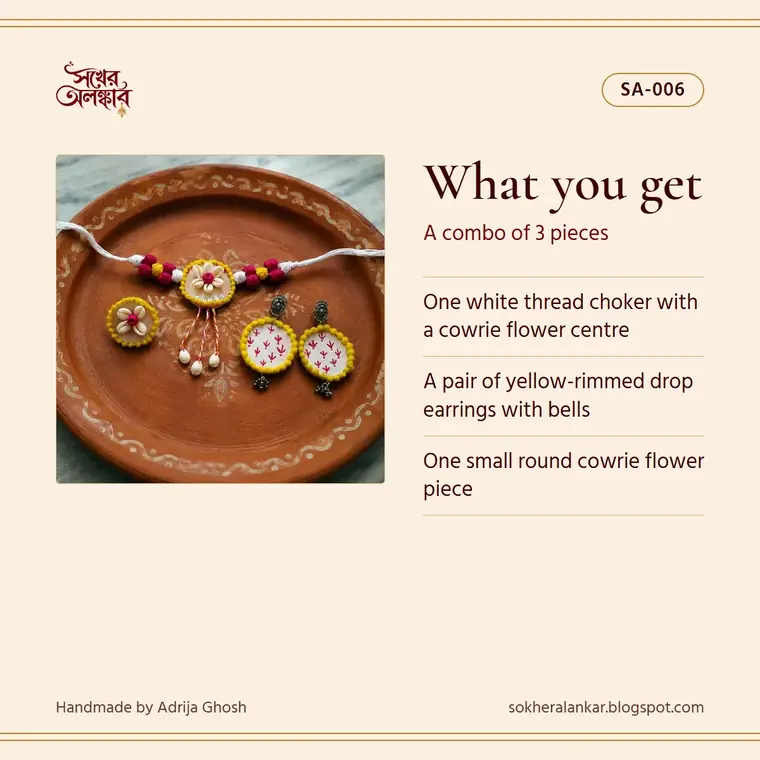 সখের
অলঙ্কার
SA-006
What you get
A combo of 3 pieces
One white thread choker with
a cowrie flower centre
A pair of yellow-rimmed drop
earrings with bells
One small round cowrie flower
piece
Handmade by Adrija Ghosh
sokheralankar.blogspot.com